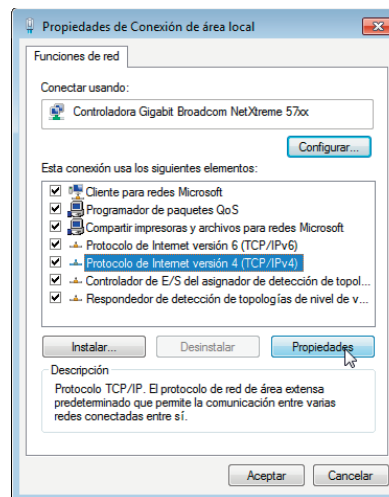 Propiedades de Conexión de área local
Funciones de red
Conectar usando:
Controladora Gigabit Broadcom NetXtreme 57xx
Configurar...
Esta conexión usa los siguientes elementos:
Cliente para redes Microsoft
Programador de paquetes QoS
Compartir impresoras y archivos para redes Microsoft
Protocolo de Internet versión 6 (TCP/IPv6)
Protocolo de Internet versión 4 (TCP/IPv4)
Controlador de E/S del asignador de detección de topol...
Respondedor de detección de topologías de nivel de v...
Instalar... Desinstalar Propiedades
Descripción
Protocolo TCP/IP. El protocolo de red de área extensa
predeterminado que permite la comunicación entre varias
redes conectadas entre sí.
Aceptar Cancelar